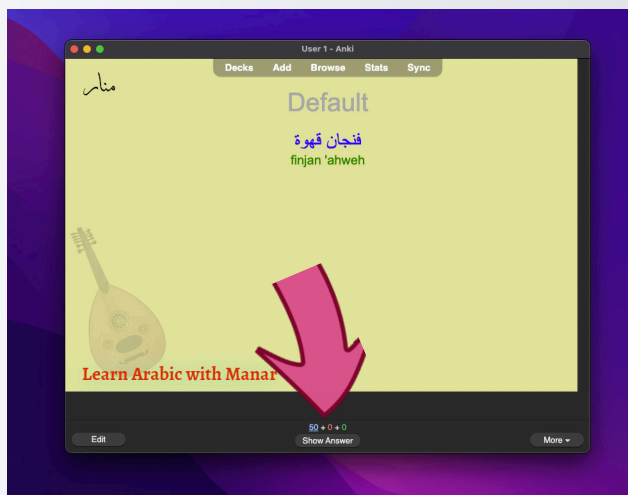 User 1 - Anki
Decks Add Browse Stats Sync
منار
Default
فنجان قهوة
finjan 'ahweh
Learn Arabic with Manar
50 + 0 + 0
Edit Show Answer More